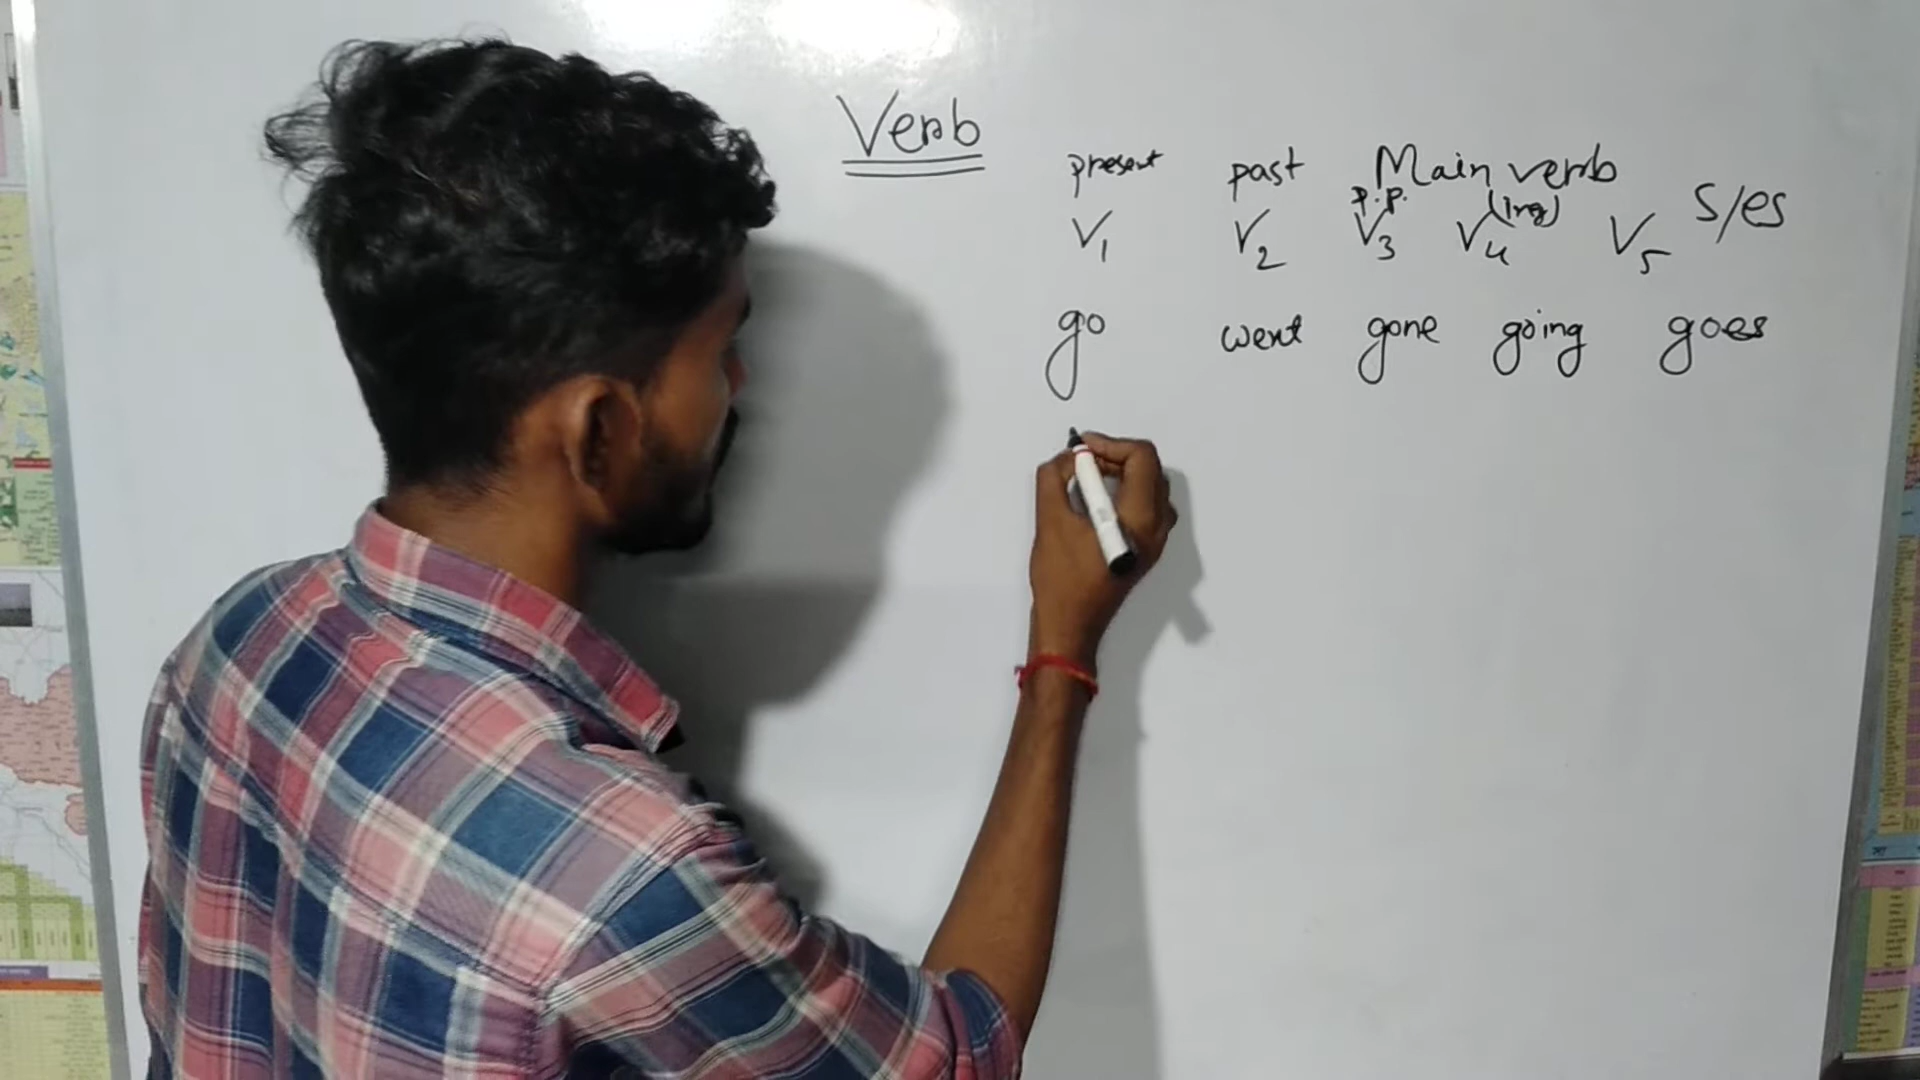 Verb
present past Main verb
P.P. (ing) S/es
V1 V2 V3 V4 V5
go went gone going goes